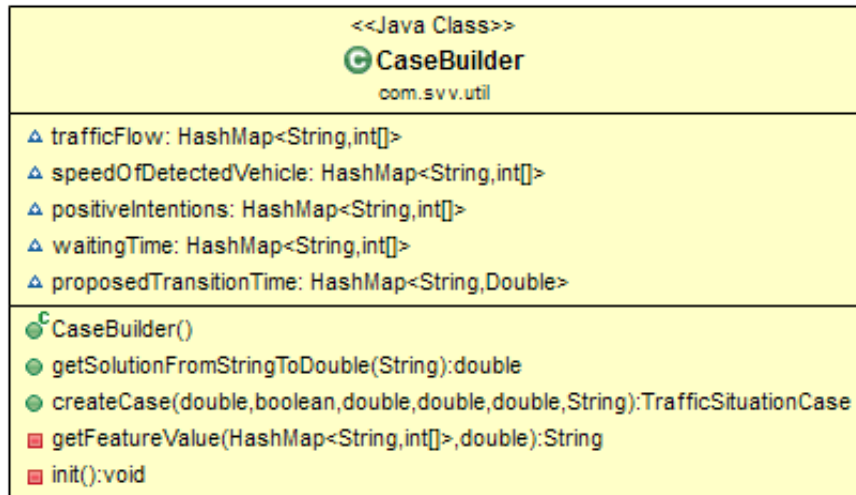 <<Java Class>>
CaseBuilder
com.svv.util
trafficFlow: HashMap<String,int[]>
speedOfDetectedVehicle: HashMap<String,int[]>
positiveIntentions: HashMap<String,int[]>
waitingTime: HashMap<String,int[]>
proposedTransitionTime: HashMap<String,Double>
CaseBuilder()
getSolutionFromStringToDouble(String):double
createCase(double,boolean,double,double,double,String):TrafficSituationCase
getFeatureValue(HashMap<String,int[]>,double):String
init():void